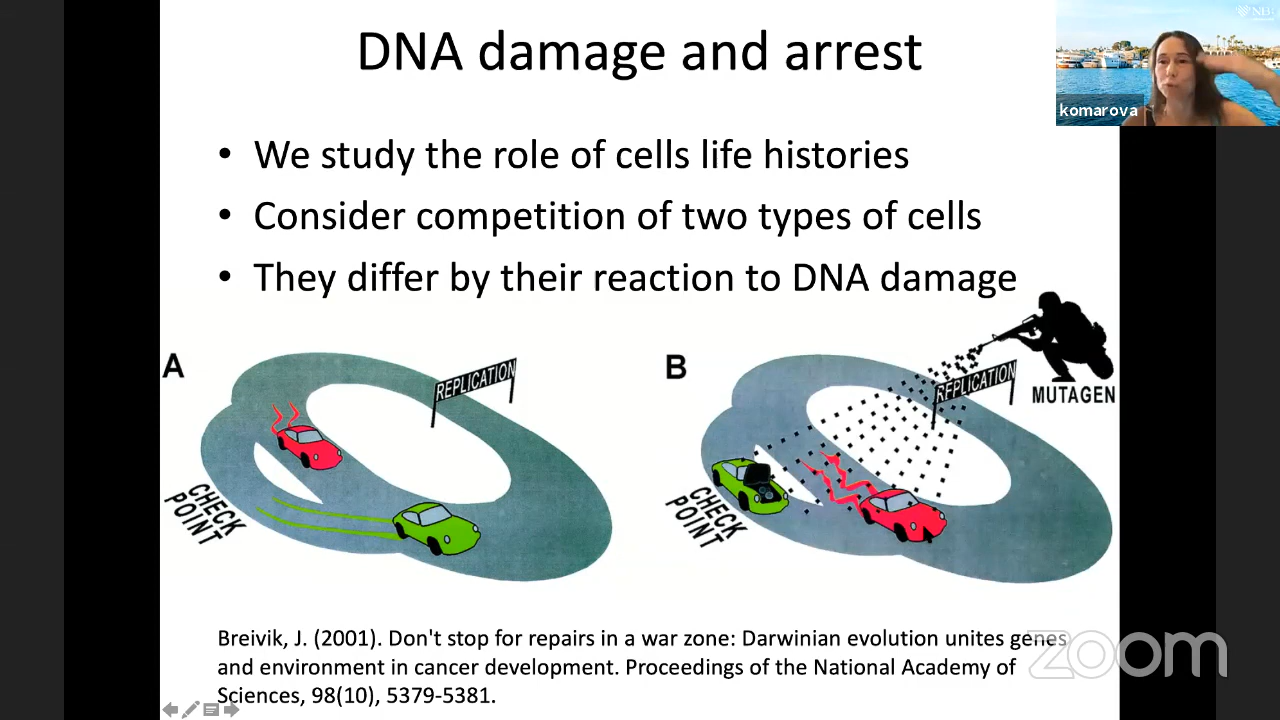 DNA damage and arrest
komarova
• We study the role of cells life histories
• Consider competition of two types of cells
• They differ by their reaction to DNA damage
A
REPLICATION
CHECK
POINT
B
REPLICATION
MUTAGEN
CHECK
POINT
Breivik, J. (2001). Don't stop for repairs in a war zone: Darwinian evolution unites genes
and environment in cancer development. Proceedings of the National Academy of
Sciences, 98(10), 5379-5381.
zoom